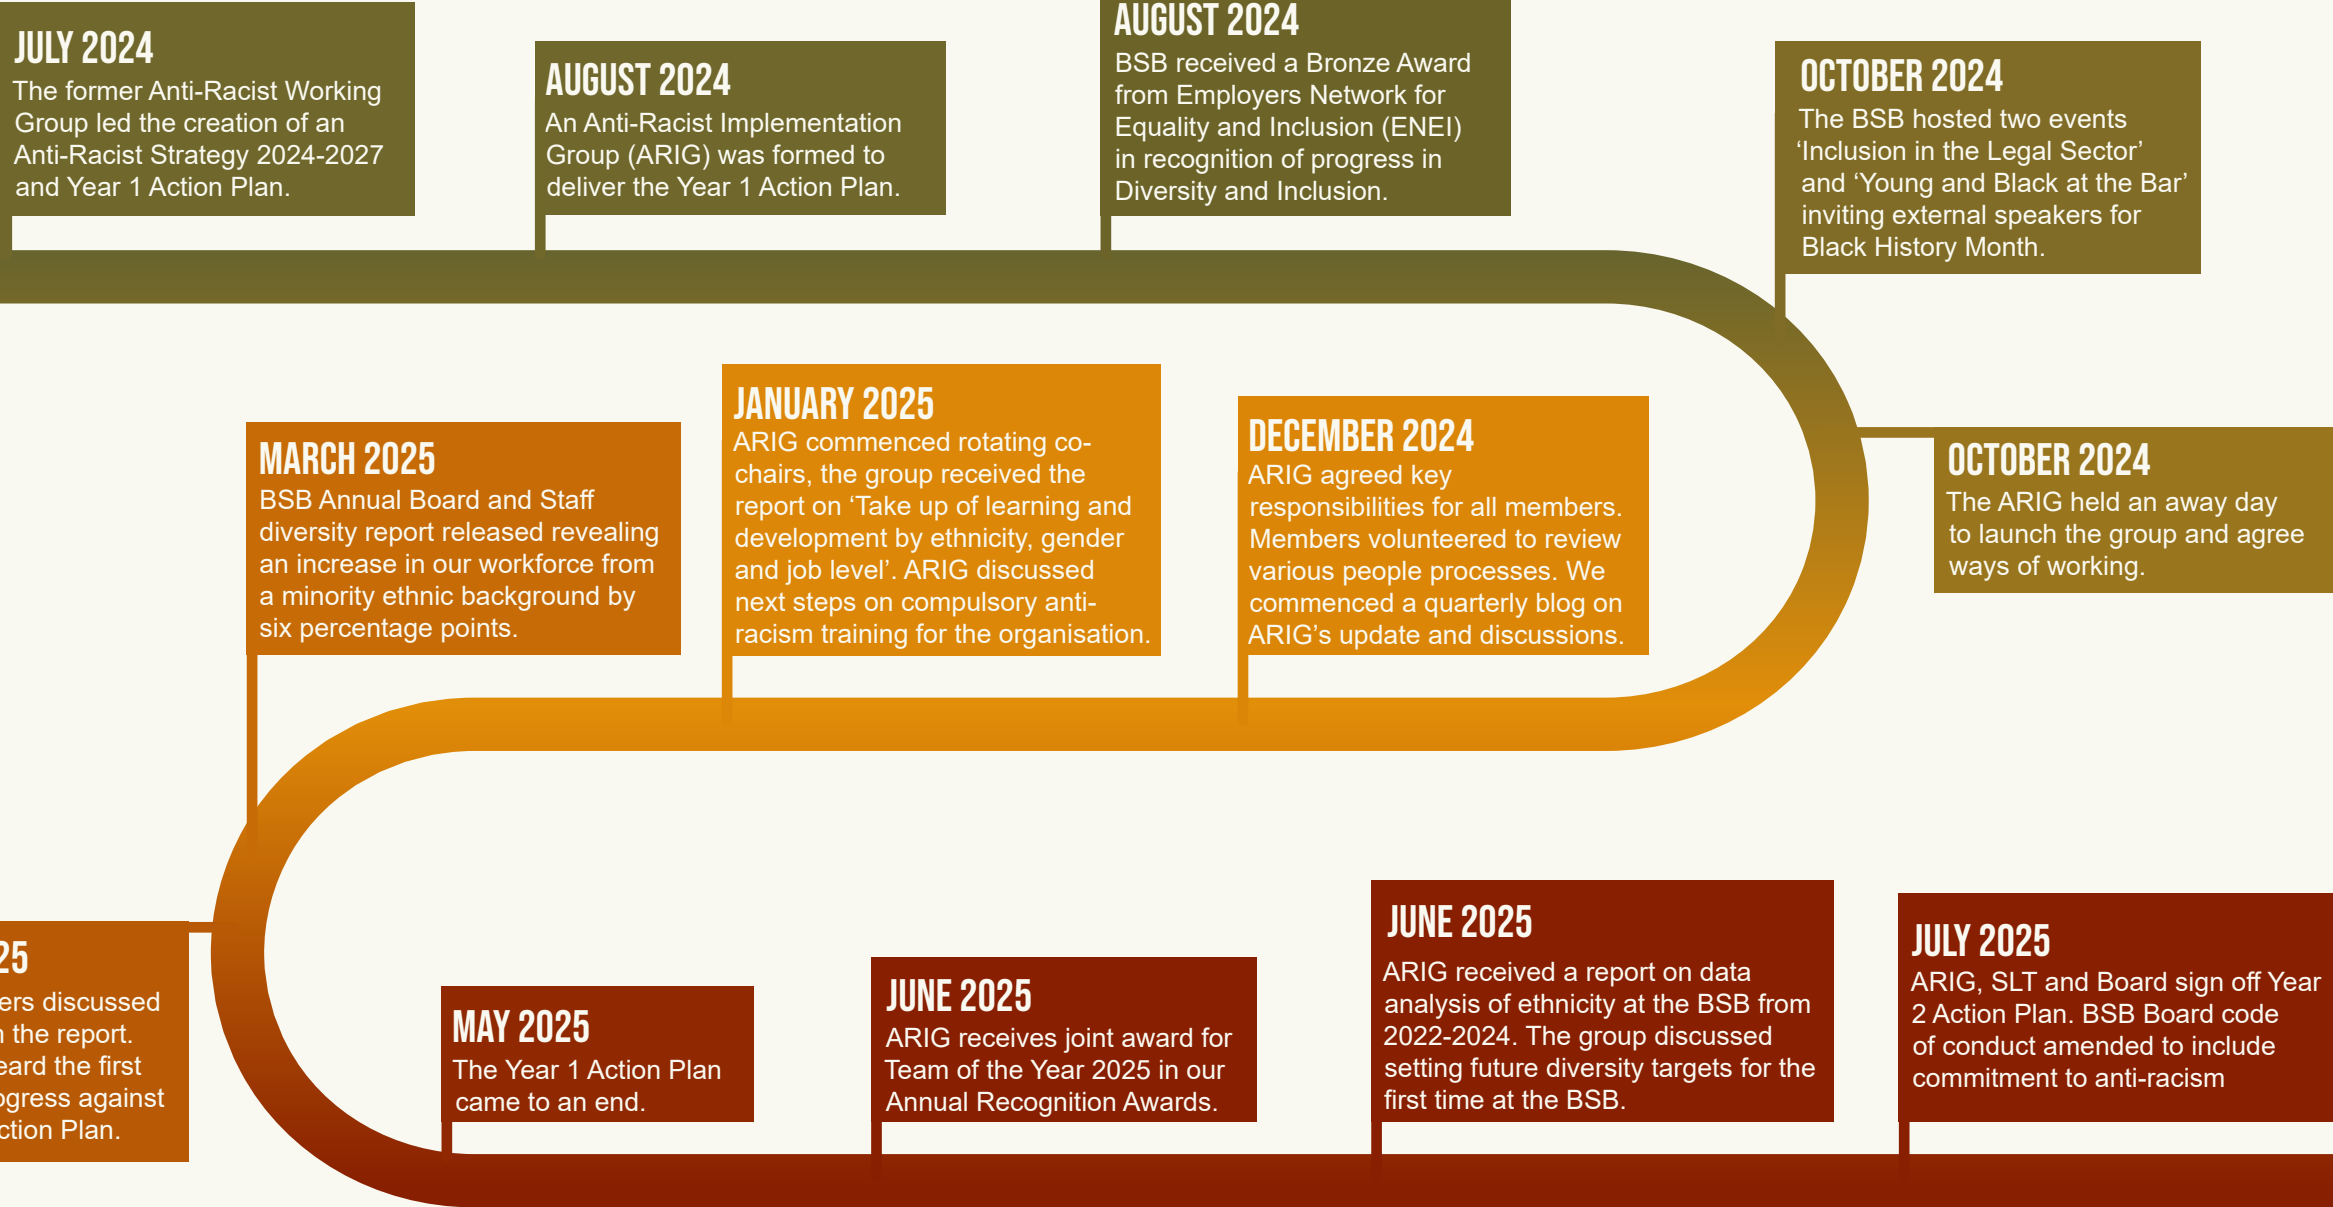 JULY 2024
The former Anti-Racist Working
Group led the creation of an
Anti-Racist Strategy 2024-2027
and Year 1 Action Plan.
AUGUST 2024
An Anti-Racist Implementation
Group (ARIG) was formed to
deliver the Year 1 Action Plan.
AUGUST 2024
BSB received a Bronze Award
from Employers Network for
Equality and Inclusion (ENEI)
in recognition of progress in
Diversity and Inclusion.
OCTOBER 2024
The BSB hosted two events
‘Inclusion in the Legal Sector’
and ‘Young and Black at the Bar’
inviting external speakers for
Black History Month.
OCTOBER 2024
The ARIG held an away day
to launch the group and agree
ways of working.
DECEMBER 2024
ARIG agreed key
responsibilities for all members.
Members volunteered to review
various people processes. We
commenced a quarterly blog on
ARIG’s update and discussions.
JANUARY 2025
ARIG commenced rotating co-
chairs, the group received the
report on ‘Take up of learning and
development by ethnicity, gender
and job level’. ARIG discussed
next steps on compulsory anti-
racism training for the organisation.
MARCH 2025
BSB Annual Board and Staff
diversity report released revealing
an increase in our workforce from
a minority ethnic background by
six percentage points.
25
ers discussed
the report.
eard the first
ogress against
ction Plan.
MAY 2025
The Year 1 Action Plan
came to an end.
JUNE 2025
ARIG receives joint award for
Team of the Year 2025 in our
Annual Recognition Awards.
JUNE 2025
ARIG received a report on data
analysis of ethnicity at the BSB from
2022-2024. The group discussed
setting future diversity targets for the
first time at the BSB.
JULY 2025
ARIG, SLT and Board sign off Year
2 Action Plan. BSB Board code
of conduct amended to include
commitment to anti-racism